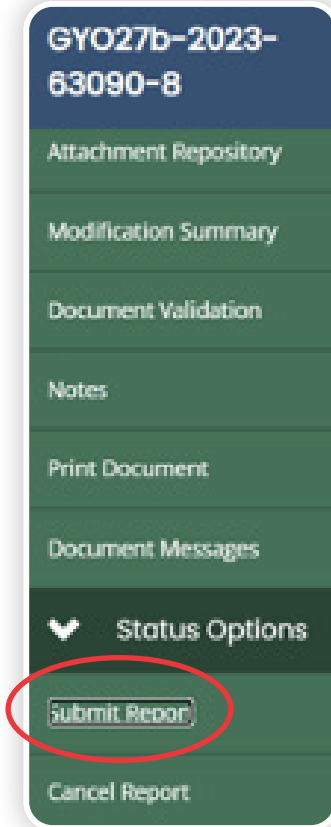 GYO27b-2023-
63090-8
Attachment Repository
Modification Summary
Document Validation
Notes
Print Document
Document Messages
Status Options
Submit Report
Cancel Report